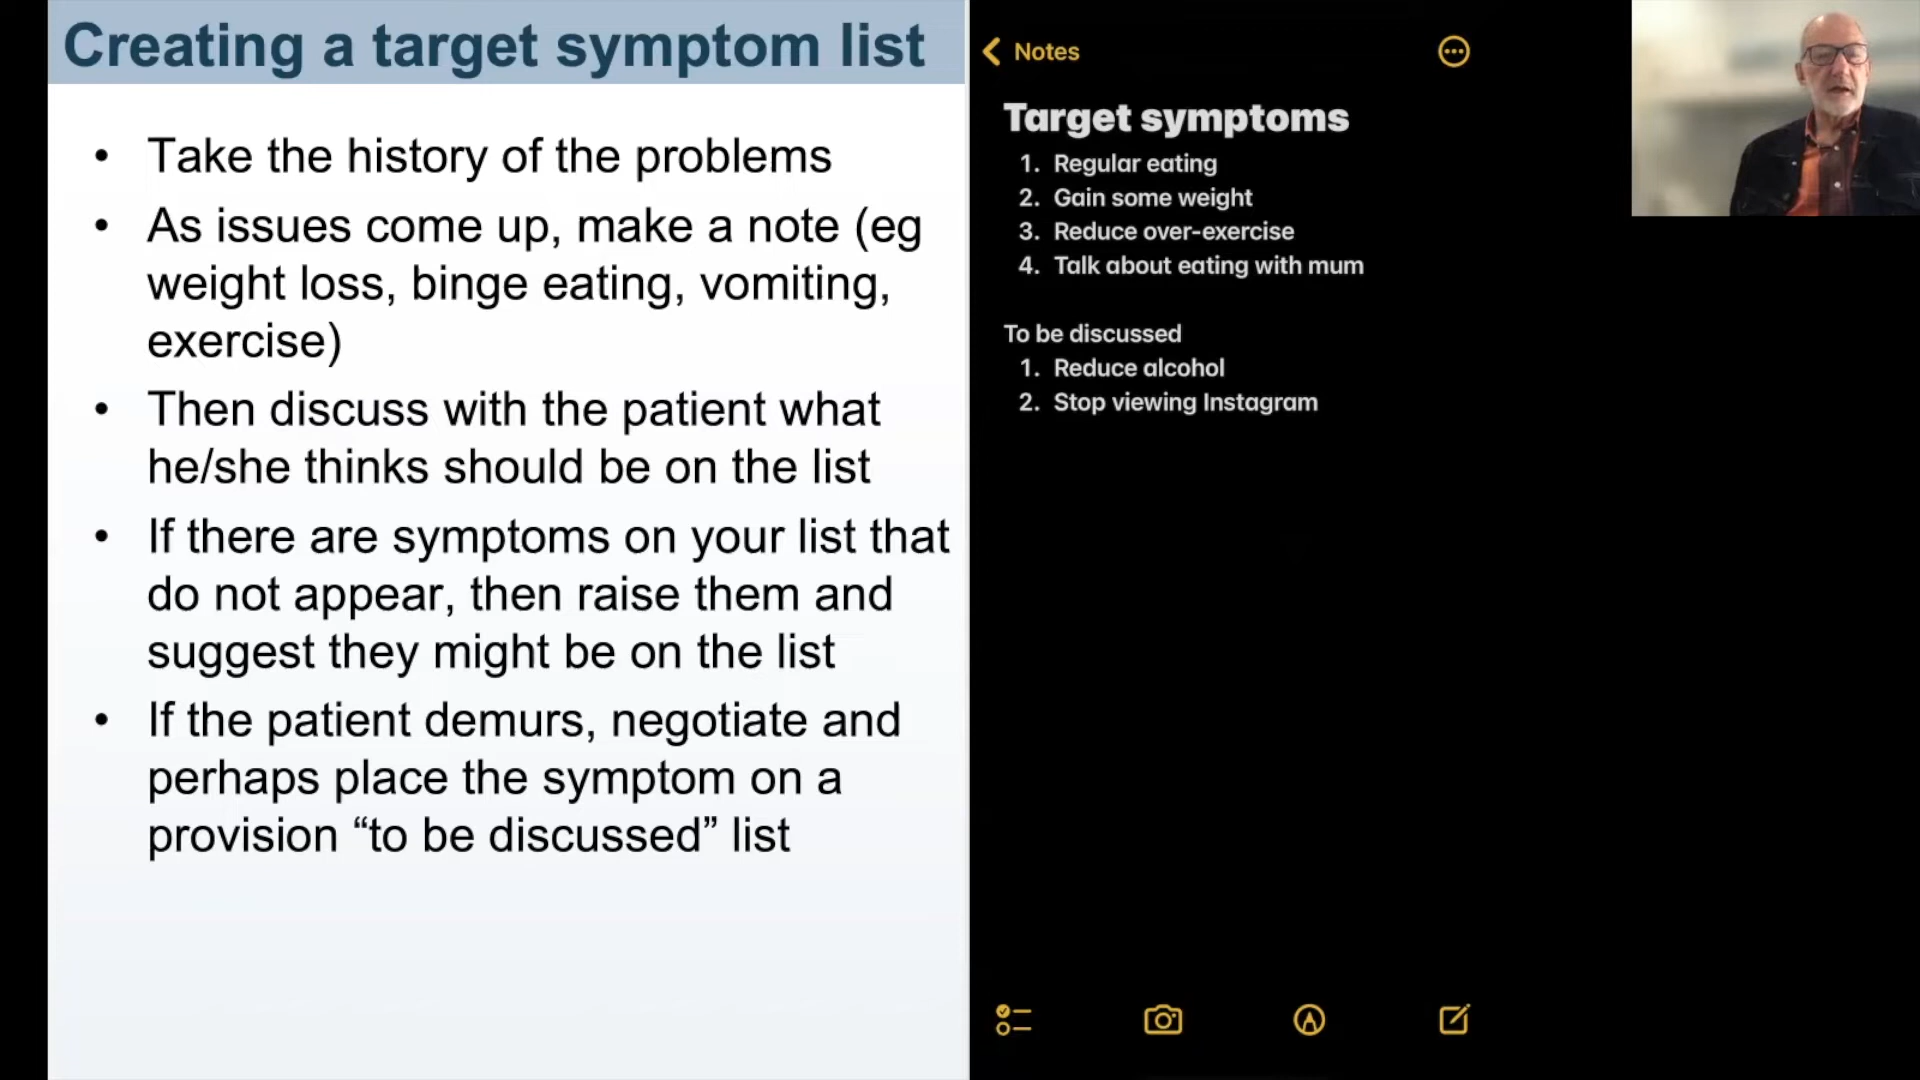 Creating a target symptom list
• Take the history of the problems
• As issues come up, make a note (eg
weight loss, binge eating, vomiting,
exercise)
• Then discuss with the patient what
he/she thinks should be on the list
• If there are symptoms on your list that
do not appear, then raise them and
suggest they might be on the list
• If the patient demurs, negotiate and
perhaps place the symptom on a
provision “to be discussed” list
Notes
Target symptoms
1. Regular eating
2. Gain some weight
3. Reduce over-exercise
4. Talk about eating with mum
To be discussed
1. Reduce alcohol
2. Stop viewing Instagram